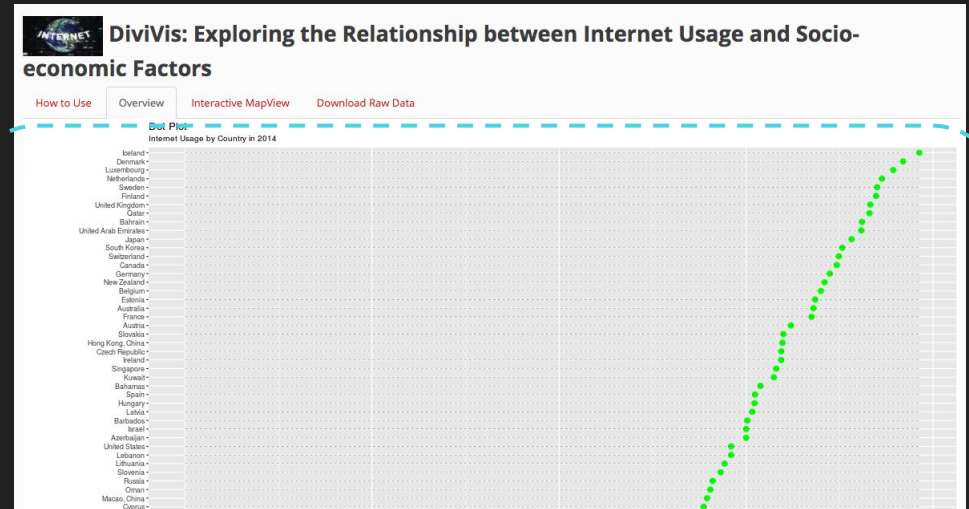 INTERNET
DiviVis: Exploring the Relationship between Internet Usage and Socio-
economic Factors
How to Use Overview Interactive MapView Download Raw Data
Dot Plot
Internet Usage by Country in 2014
Iceland
Denmark
Luxembourg
Netherlands
Sweden
Finland
United Kingdom
Qatar
Bahrain
United Arab Emirates
Japan
South Korea
Switzerland
Canada
Germany
New Zealand
Belgium
Estonia
Australia
France
Austria
Slovakia
Hong Kong, China
Czech Republic
Ireland
Singapore
Kuwait
Bahamas
Spain
Hungary
Latvia
Barbados
Israel
Azerbaijan
United States
Lebanon
Lithuania
Slovenia
Russia
Oman
Macao, China
Cyprus